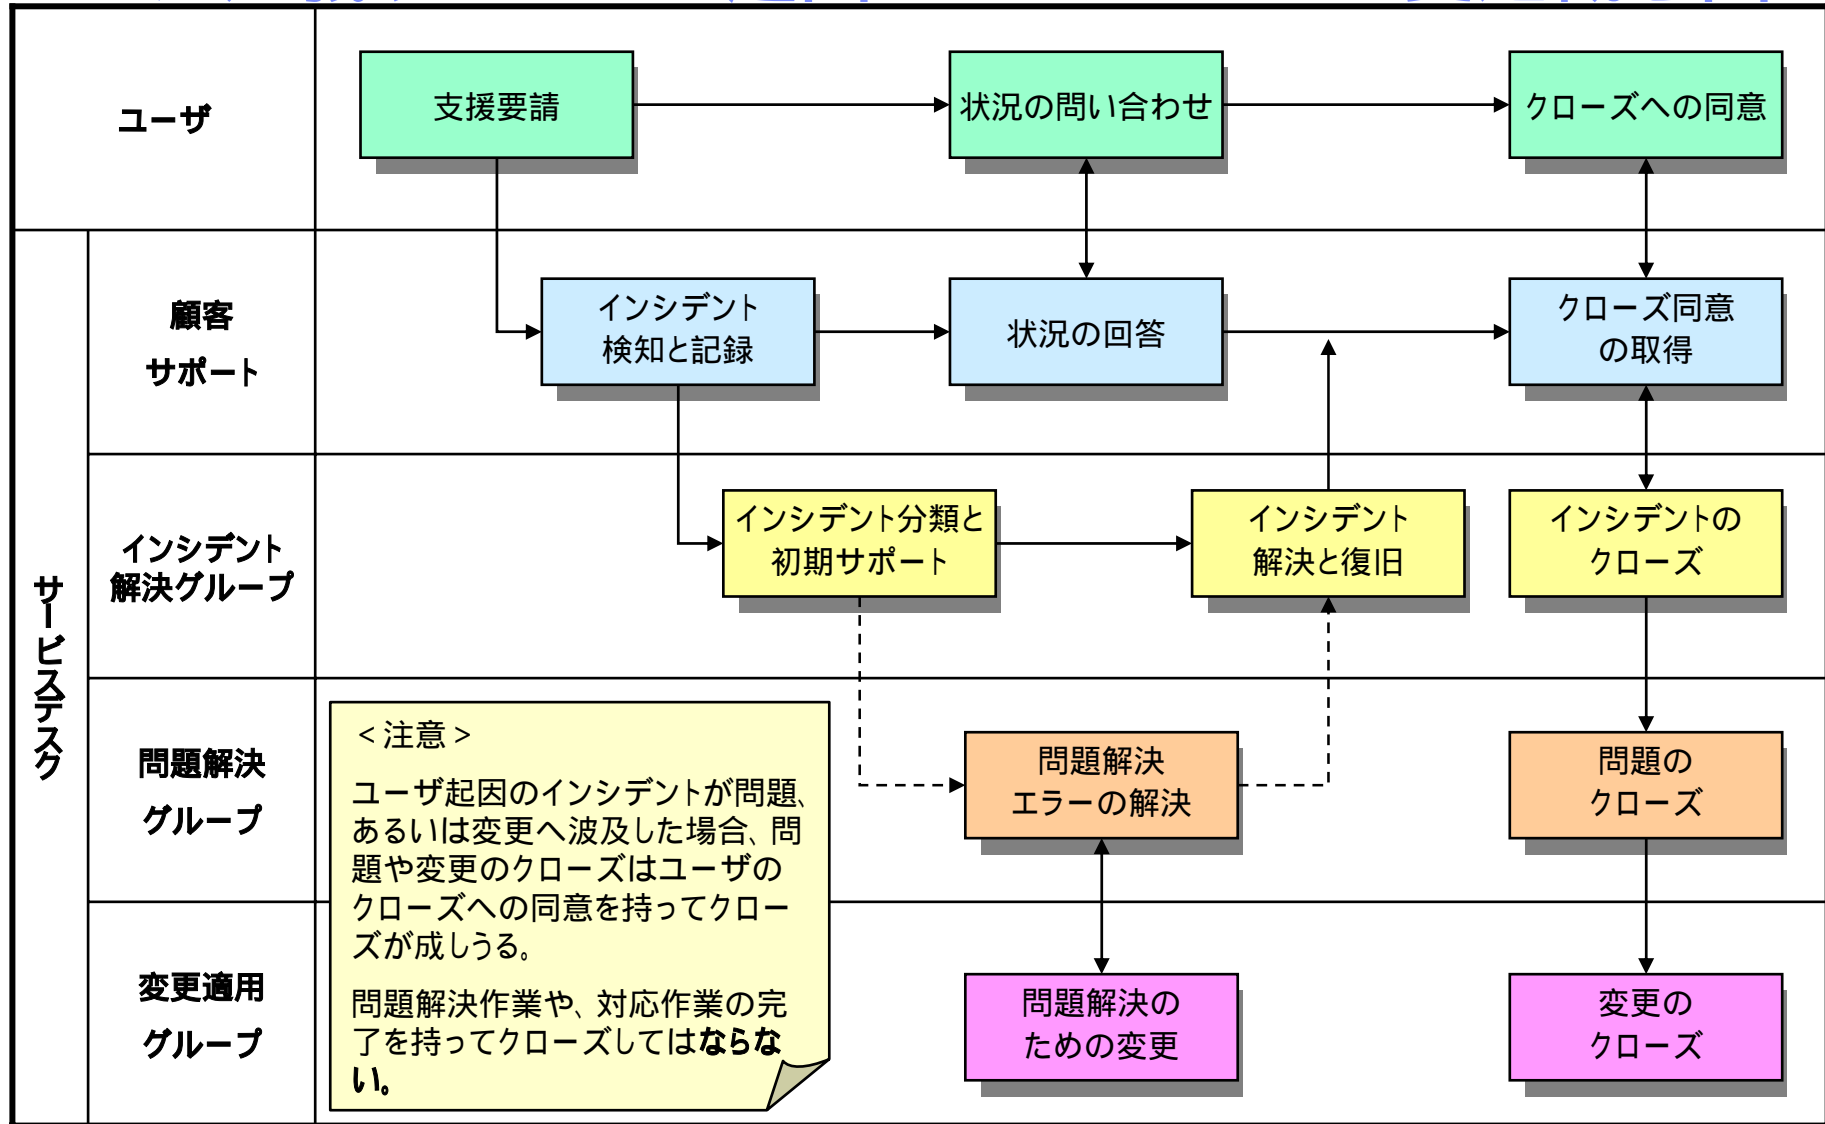 ユーザ
支援要請
状況の問い合わせ
クローズへの同意
サービスデスク
顧客
サポート
インシデント
検知と記録
状況の回答
クローズ同意
の取得
インシデント
解決グループ
インシデント分類と
初期サポート
インシデント
解決と復旧
インシデントの
クローズ
問題解決
グループ
問題解決
エラーの解決
問題の
クローズ
変更適用
グループ
問題解決の
ための変更
変更の
クローズ
<注意>
ユーザ起因のインシデントが問題、
あるいは変更へ波及した場合、問
題や変更のクローズはユーザの
クローズへの同意を持ってクロー
ズが成しうる。
問題解決作業や、対応作業の完
了を持ってクローズしてはならな
い。